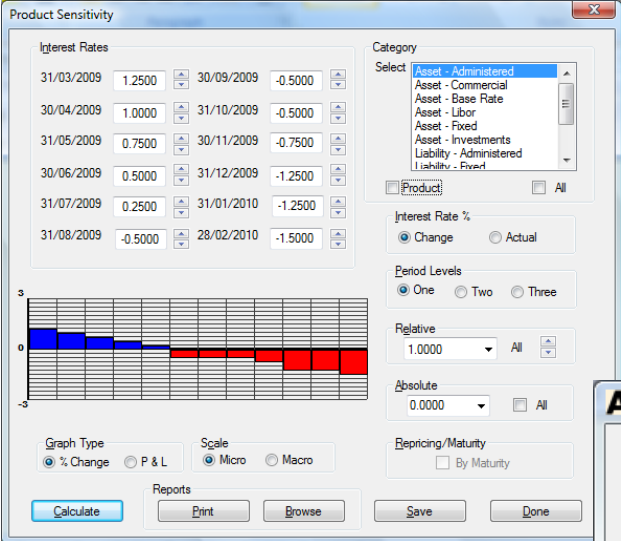 Product Sensitivity
Interest Rates
31/03/2009 1.2500 30/09/2009 -0.5000
30/04/2009 1.0000 31/10/2009 -0.5000
31/05/2009 0.7500 30/11/2009 -0.7500
30/06/2009 0.5000 31/12/2009 -1.2500
31/07/2009 0.2500 31/01/2010 -1.2500
31/08/2009 -0.5000 28/02/2010 -1.5000
Category
Select
Asset - Administered
Asset - Commercial
Asset - Base Rate
Asset - Libor
Asset - Fixed
Asset - Investments
Liability - Administered
Liability - Fixed
Product All
Interest Rate %
Change Actual
Period Levels
One Two Three
Relative
1.0000 All
Absolute
0.0000 All
Repricing/Maturity
By Maturity
3
0
-3
Graph Type
% Change P & L
Scale
Micro Macro
Reports
Calculate Print Browse Save Done
A